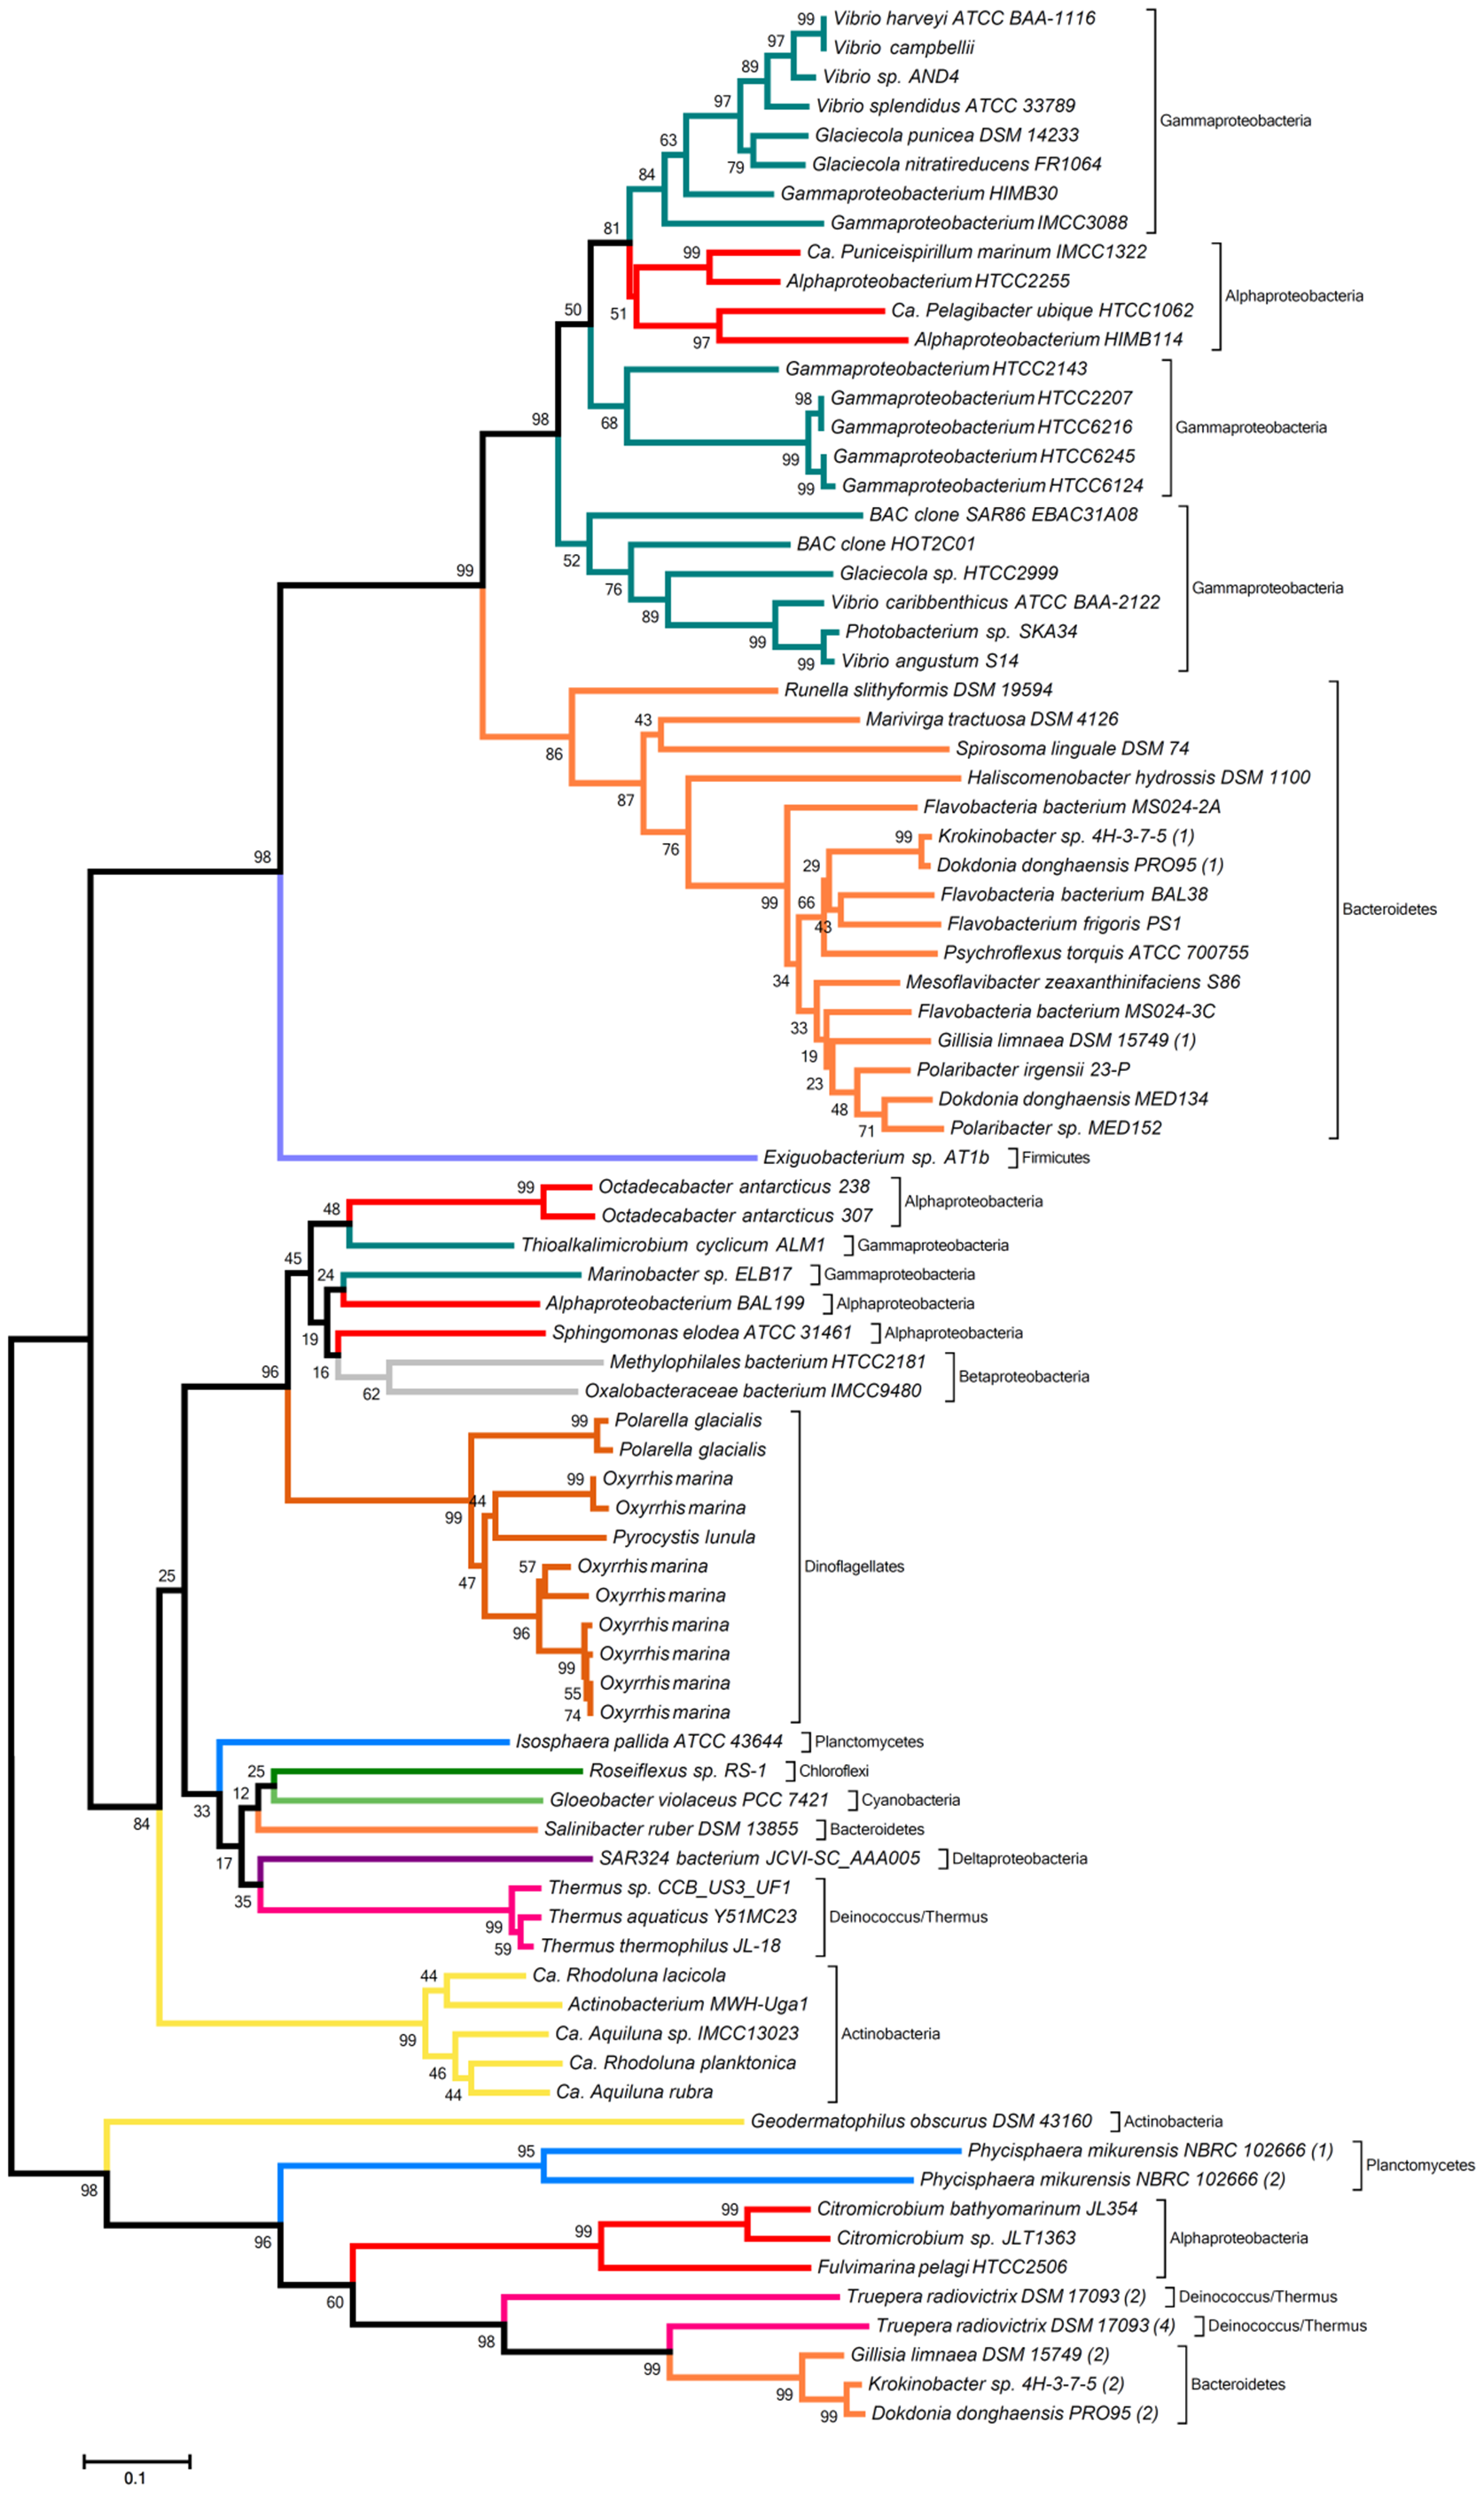 99
Vibrio harveyi ATCC BAA-1116
97
Vibrio campbellii
89
Vibrio sp. AND4
97
Vibrio splendidus ATCC 33789
Gammaproteobacteria
63
Glaciecola punicea DSM 14233
79
Glaciecola nitratireducens FR1064
84
Gammaproteobacterium HIMB30
81
Gammaproteobacterium IMCC3088
99
Ca. Puniceispirillum marinum IMCC1322
Alphaproteobacterium HTCC2255
Alphaproteobacteria
50
51
Ca. Pelagibacter ubique HTCC1062
97
Alphaproteobacterium HIMB114
Gammaproteobacterium HTCC2143
98
Gammaproteobacterium HTCC2207
98
68
Gammaproteobacterium HTCC6216
Gammaproteobacteria
99
Gammaproteobacterium HTCC6245
99
Gammaproteobacterium HTCC6124
BAC clone SAR86 EBAC31A08
52
BAC clone HOT2C01
99
76
Glaciecola sp. HTCC2999
Gammaproteobacteria
89
Vibrio caribbenthicus ATCC BAA-2122
99
Photobacterium sp. SKA34
99
Vibrio angustum S14
Runella slithyformis DSM 19594
43
Marivirga tractuosa DSM 4126
86
Spirosoma linguale DSM 74
87
Haliscomenobacter hydrossis DSM 1100
Flavobacteria bacterium MS024-2A
76
99
Krokinobacter sp. 4H-3-7-5 (1)
98
29
Dokdonia donghaensis PRO95 (1)
99
66
Flavobacteria bacterium BAL38
Bacteroidetes
43
Flavobacterium frigoris PS1
Psychroflexus torquis ATCC 700755
34
Mesoflavibacter zeaxanthinifaciens S86
33
Flavobacteria bacterium MS024-3C
19
Gillisia limnaea DSM 15749 (1)
23
Polaribacter irgensii 23-P
48
Dokdonia donghaensis MED134
71
Polaribacter sp. MED152
Exiguobacterium sp. AT1b
Firmicutes
99
Octadecabacter antarcticus 238
Alphaproteobacteria
48
Octadecabacter antarcticus 307
Thioalkalimicrobium cyclicum ALM1
Gammaproteobacteria
45
24
Marinobacter sp. ELB17
Gammaproteobacteria
Alphaproteobacterium BAL199
Alphaproteobacteria
19
Sphingomonas elodea ATCC 31461
Alphaproteobacteria
96
16
Methylophilales bacterium HTCC2181
Betaproteobacteria
62
Oxalobacteraceae bacterium IMCC9480
99
Polarella glacialis
Polarella glacialis
99
Oxyrrhis marina
44
99
Oxyrrhis marina
Pyrocystis lunula
57
Oxyrrhis marina
Dinoflagellates
25
47
Oxyrrhis marina
96
Oxyrrhis marina
99
Oxyrrhis marina
55
Oxyrrhis marina
74
Oxyrrhis marina
Isosphaera pallida ATCC 43644
Planctomycetes
25
Roseiflexus sp. RS-1
Chloroflexi
12
33
Gloeobacter violaceus PCC 7421
Cyanobacteria
84
Salinibacter ruber DSM 13855
Bacteroidetes
17
SAR324 bacterium JCVI-SC_AAA005
Deltaproteobacteria
35
Thermus sp. CCB_US3_UF1
99
Thermus aquaticus Y51MC23
Deinococcus/Thermus
59
Thermus thermophilus JL-18
44
Ca. Rhodoluna lacicola
Actinobacterium MWH-Uga1
99
Ca. Aquiluna sp. IMCC13023
Actinobacteria
46
Ca. Rhodoluna planktonica
44
Ca. Aquiluna rubra
Geodermatophilus obscurus DSM 43160
Actinobacteria
95
Phycisphaera mikurensis NBRC 102666 (1)
Planctomycetes
98
Phycisphaera mikurensis NBRC 102666 (2)
99
Citromicrobium bathyomarinum JL354
96
99
Citromicrobium sp. JLT1363
Alphaproteobacteria
Fulvimarina pelagi HTCC2506
60
Truepera radiovictrix DSM 17093 (2)
Deinococcus/Thermus
98
Truepera radiovictrix DSM 17093 (4)
Deinococcus/Thermus
99
Gillisia limnaea DSM 15749 (2)
99
Krokinobacter sp. 4H-3-7-5 (2)
Bacteroidetes
99
Dokdonia donghaensis PRO95 (2)
0.1